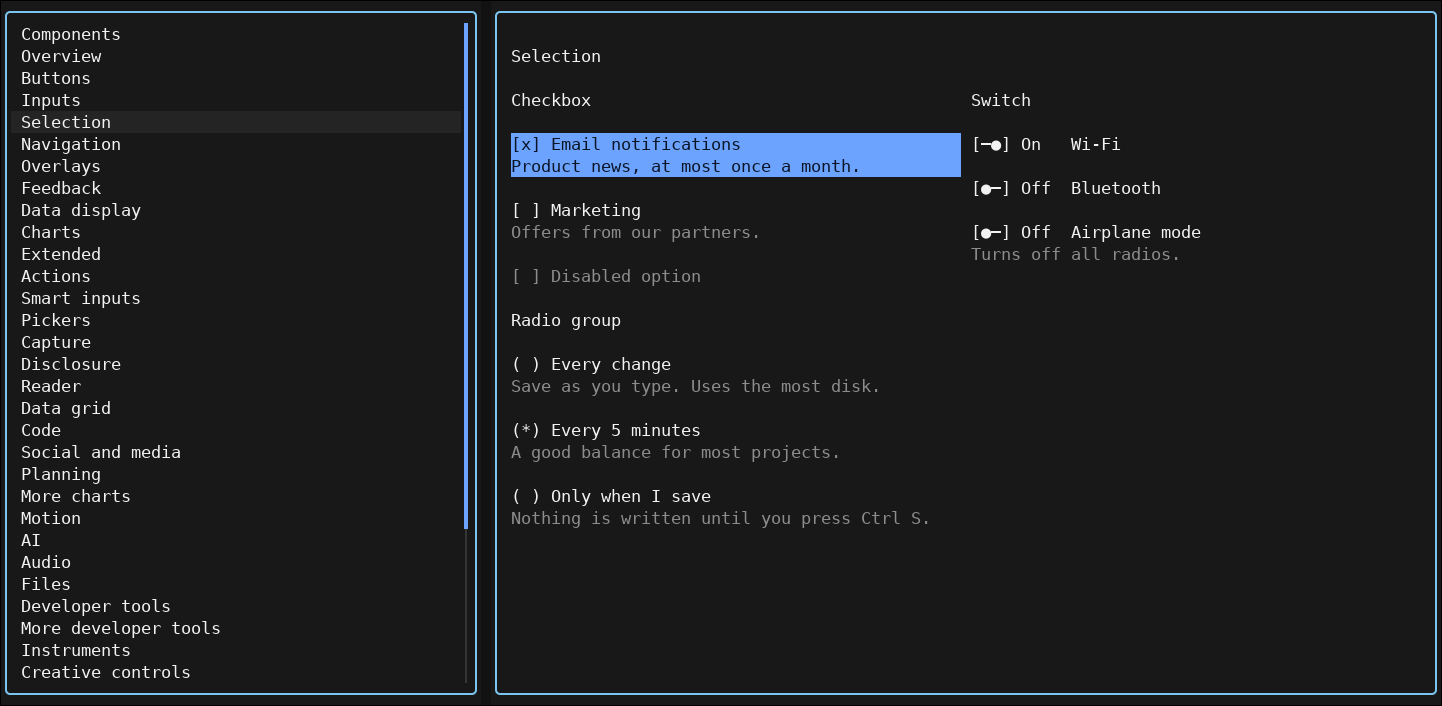 Components
Overview
Buttons
Inputs
Selection
Navigation
Overlays
Feedback
Data display
Charts
Extended
Actions
Smart inputs
Pickers
Capture
Disclosure
Reader
Data grid
Code
Social and media
Planning
More charts
Motion
AI
Audio
Files
Developer tools
More developer tools
Instruments
Creative controls
Selection
Checkbox
[x] Email notifications
Product news, at most once a month.
[ ] Marketing
Offers from our partners.
[ ] Disabled option
Radio group
( ) Every change
Save as you type. Uses the most disk.
(*) Every 5 minutes
A good balance for most projects.
( ) Only when I save
Nothing is written until you press Ctrl S.
Switch
[─●] On   Wi-Fi
[●─] Off  Bluetooth
[●─] Off  Airplane mode
Turns off all radios.